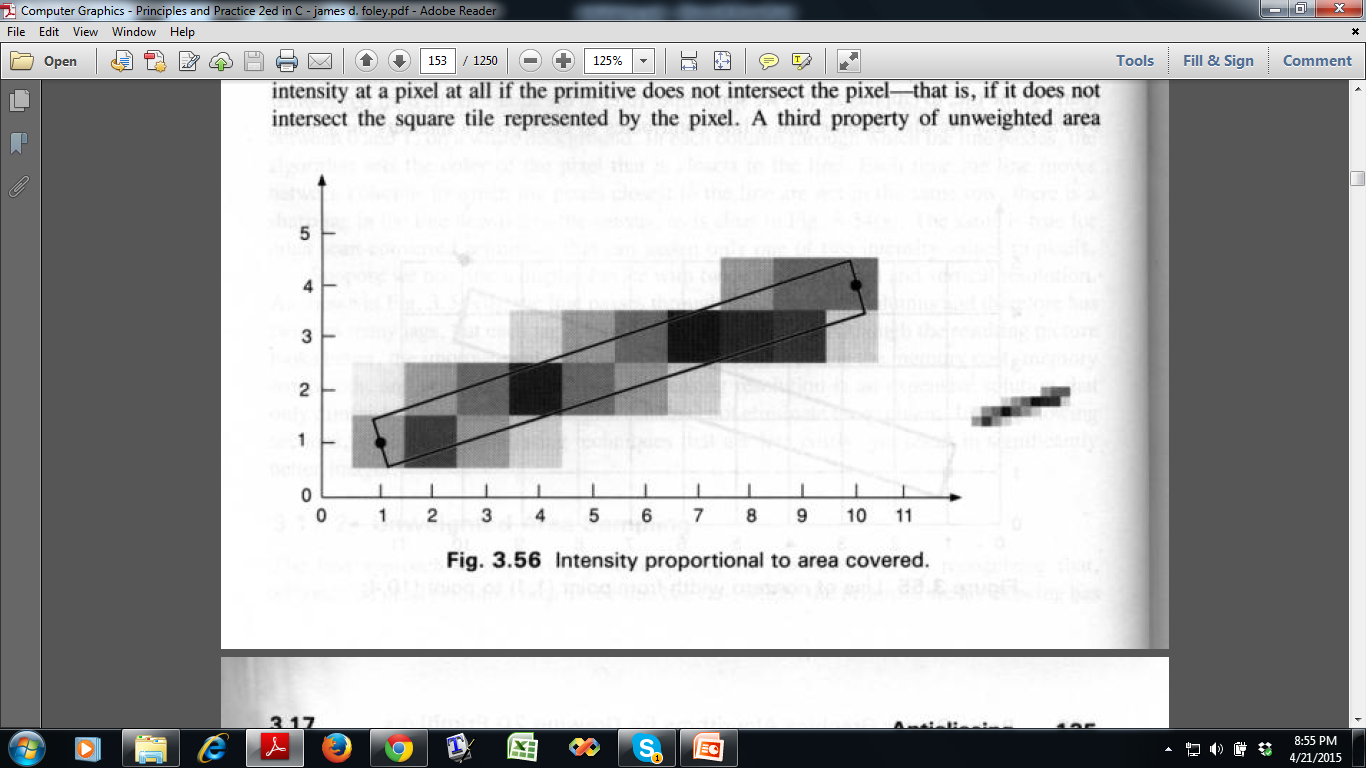 Computer Graphics - Principles and Practice 2ed in C - james d. foley.pdf - Adobe Reader
File Edit View Window Help
Open 153 / 1250 125% Tools Fill & Sign Comment
intensity at a pixel at all if the primitive does not intersect the pixel—that is, if it does not
intersect the square tile represented by the pixel. A third property of unweighted area
5
4
3
2
1
0
0 1 2 3 4 5 6 7 8 9 10 11
Fig. 3.56 Intensity proportional to area covered.
3.17
8:55 PM
4/21/2015